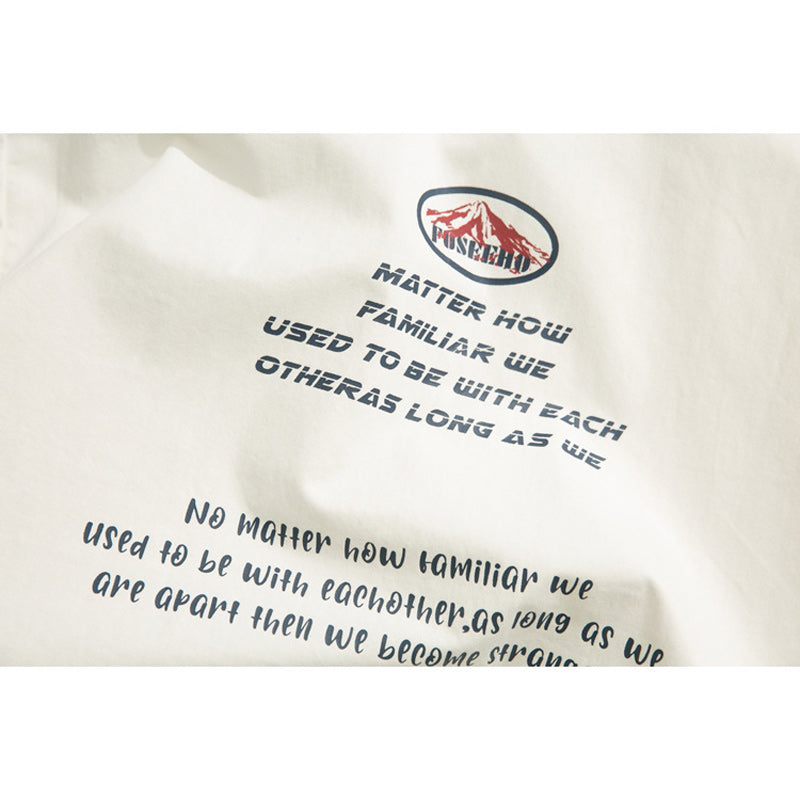 FOSEEHO
MATTER HOW
FAMILIAR WE
USED TO BE WITH EACH
OTHERAS LONG AS WE
No matter how familiar we
used to be with eachother,as long as we
are apart then we become